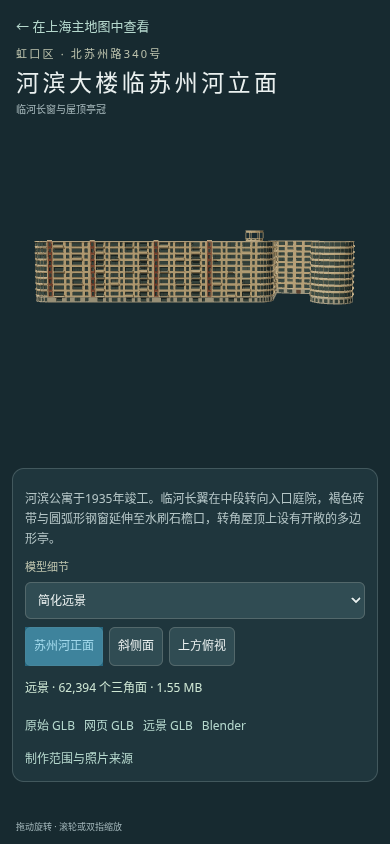 ← 在上海主地图中查看
虹口区 · 北苏州路340号
河滨大楼临苏州河立面
临河长窗与屋顶亭冠
河滨公寓于1935年竣工。临河长翼在中段转向入口庭院，褐色砖
带与圆弧形钢窗延伸至水刷石檐口，转角屋顶上设有开敞的多边
形亭。
模型细节
简化远景
苏州河正面 斜侧面 上方俯视
远景 · 62,394 个三角面 · 1.55 MB
原始 GLB 网页 GLB 远景 GLB Blender
制作范围与照片来源
拖动旋转 · 滚轮或双指缩放